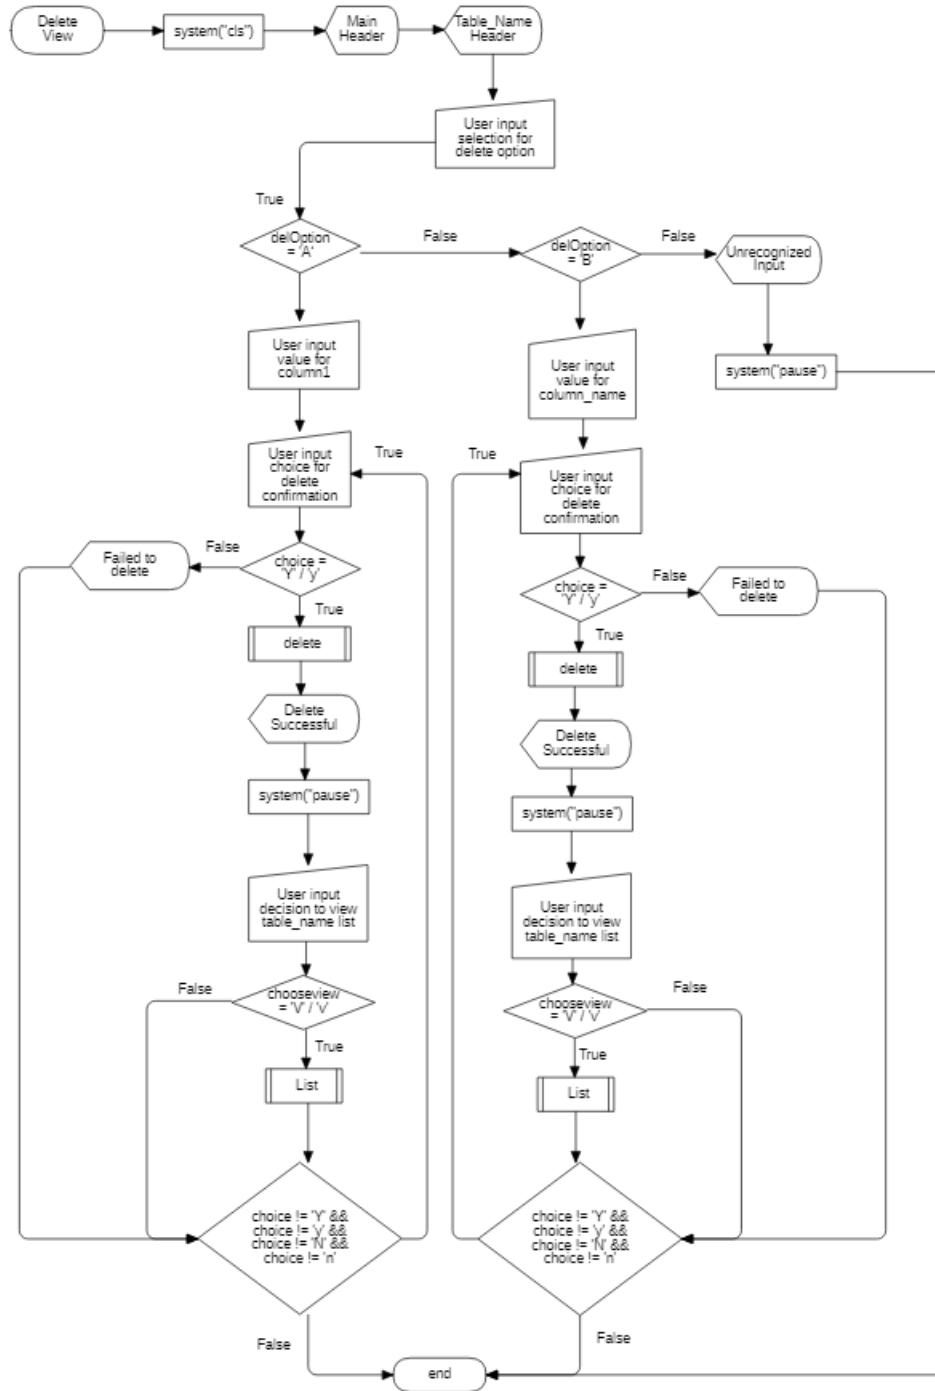 Delete
View
system("cls")
Main
Header
Table_Name
Header
User input
selection for
delete option
True
delOption
= 'A'
False
delOption
= 'B'
False
Unrecognized
Input
system("pause")
User input
value for
column1
User input
value for
column_name
User input
choice for
delete
confirmation
True
True
User input
choice for
delete
confirmation
Failed to
delete
False
choice =
'Y' / 'y'
True
delete
Delete
Successful
system("pause")
User input
decision to view
table_name list
False
chooseview
= 'V' / 'v'
True
List
choice != 'Y' &&
choice != 'y' &&
choice != 'N' &&
choice != 'n'
False
choice =
'Y' / 'y'
False
Failed to
delete
True
delete
Delete
Successful
system("pause")
User input
decision to view
table_name list
chooseview
= 'V' / 'v'
False
True
List
choice != 'Y' &&
choice != 'y' &&
choice != 'N' &&
choice != 'n'
False
end